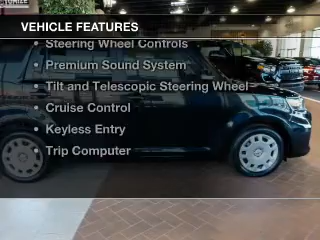 VEHICLE FEATURES
• Steering Wheel Controls
• Premium Sound System
• Tilt and Telescopic Steering Wheel
• Cruise Control
• Keyless Entry
• Trip Computer